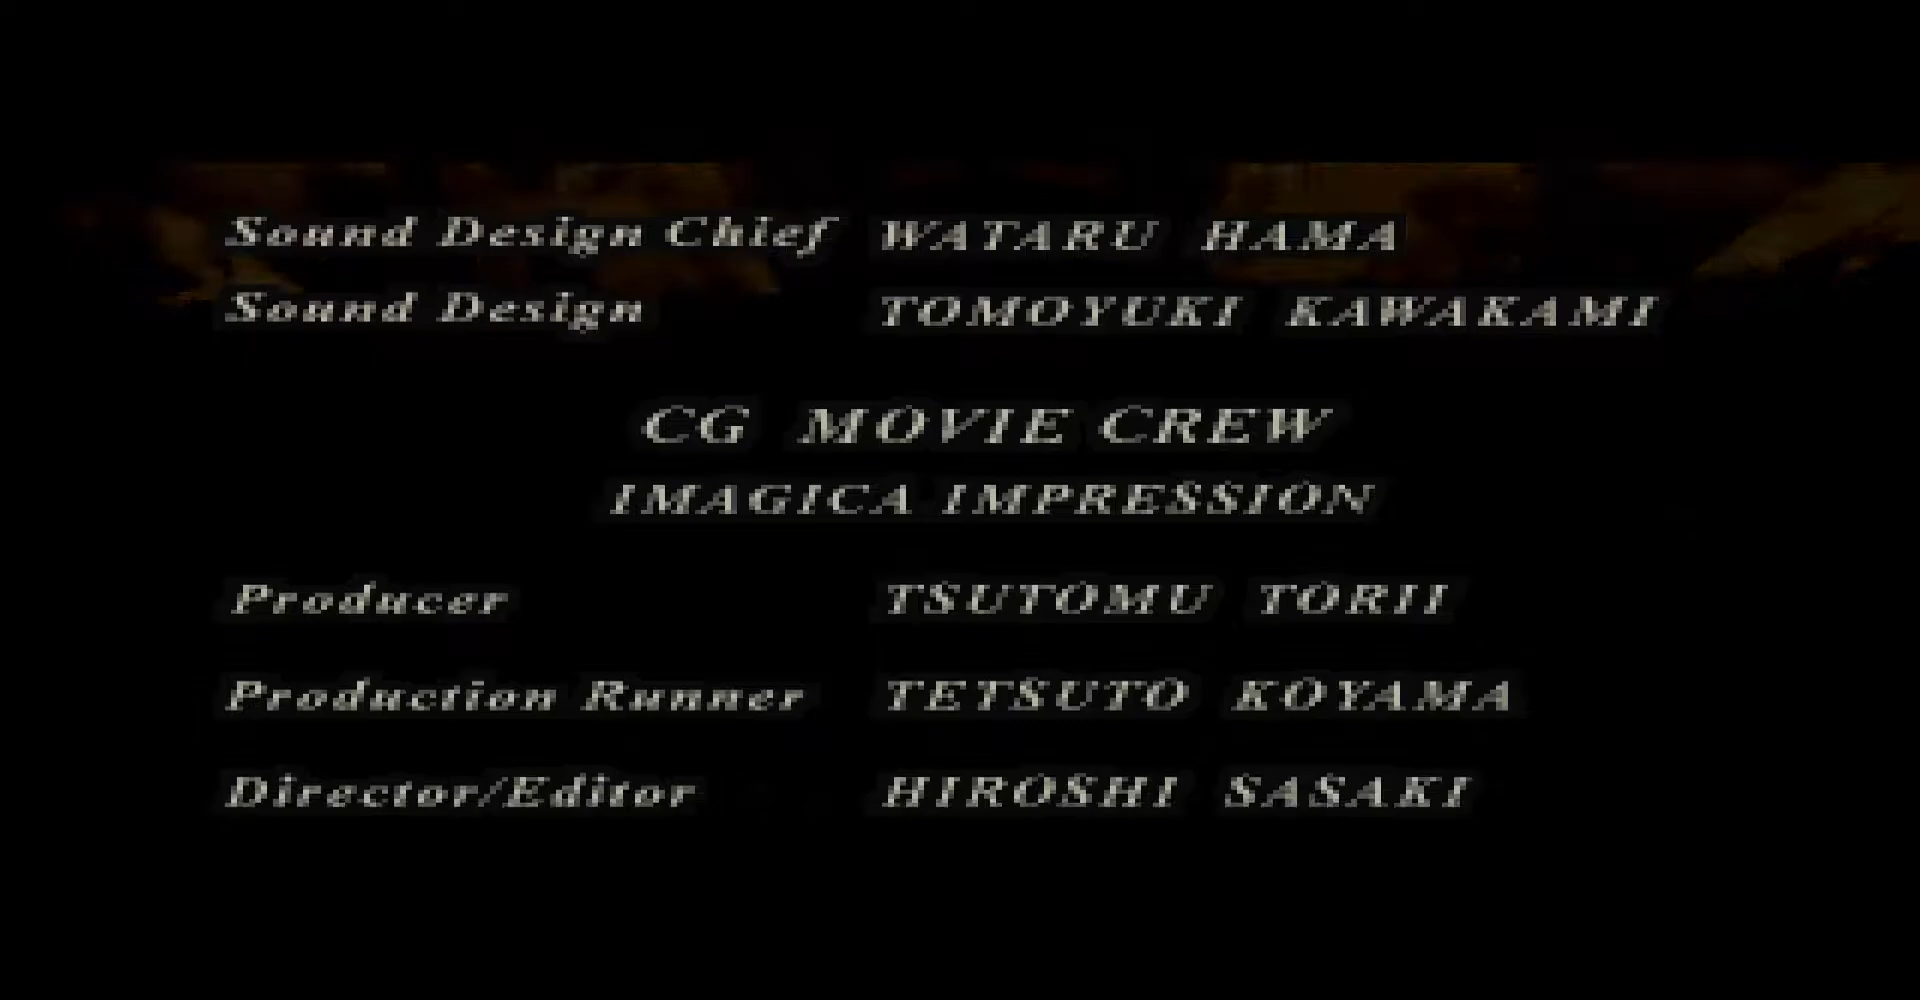 Sound Design Chief WATARU HAMA
Sound Design TOMOYUKI KAWAKAMI
CG MOVIE CREW
IMAGICA IMPRESSION
Producer TSUTOMU TORII
Production Runner TETSUTO KOYAMA
Director/Editor HIROSHI SASAKI